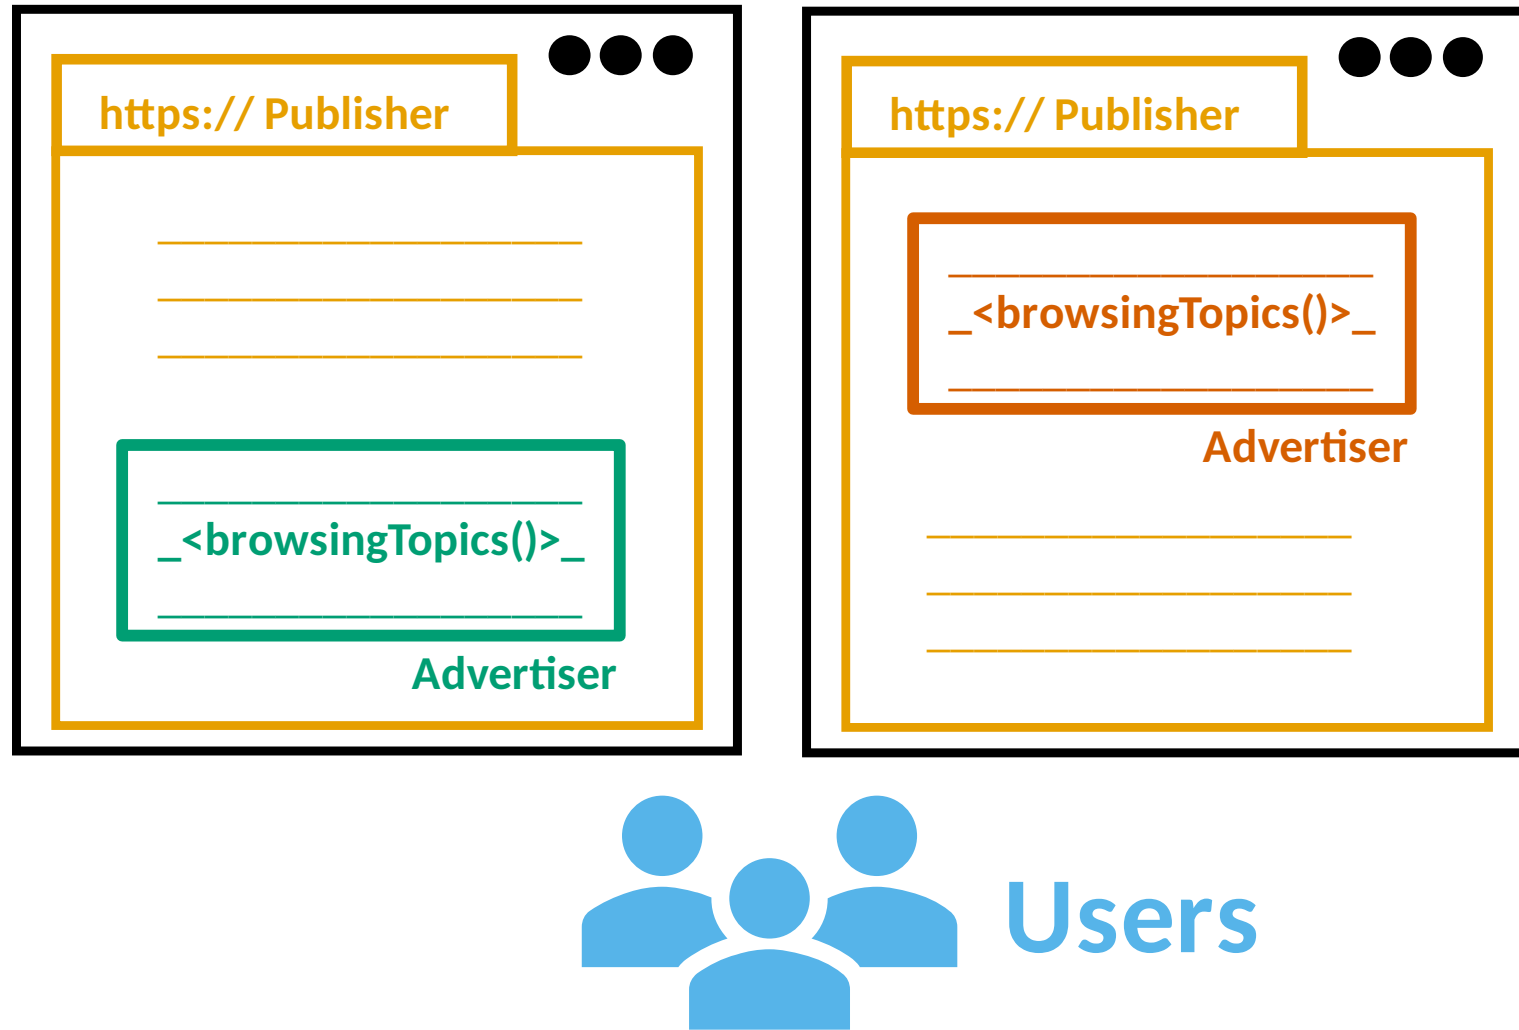 https:// Publisher
_<browsingTopics()>_
Advertiser
https:// Publisher
_<browsingTopics()>_
Advertiser
Users